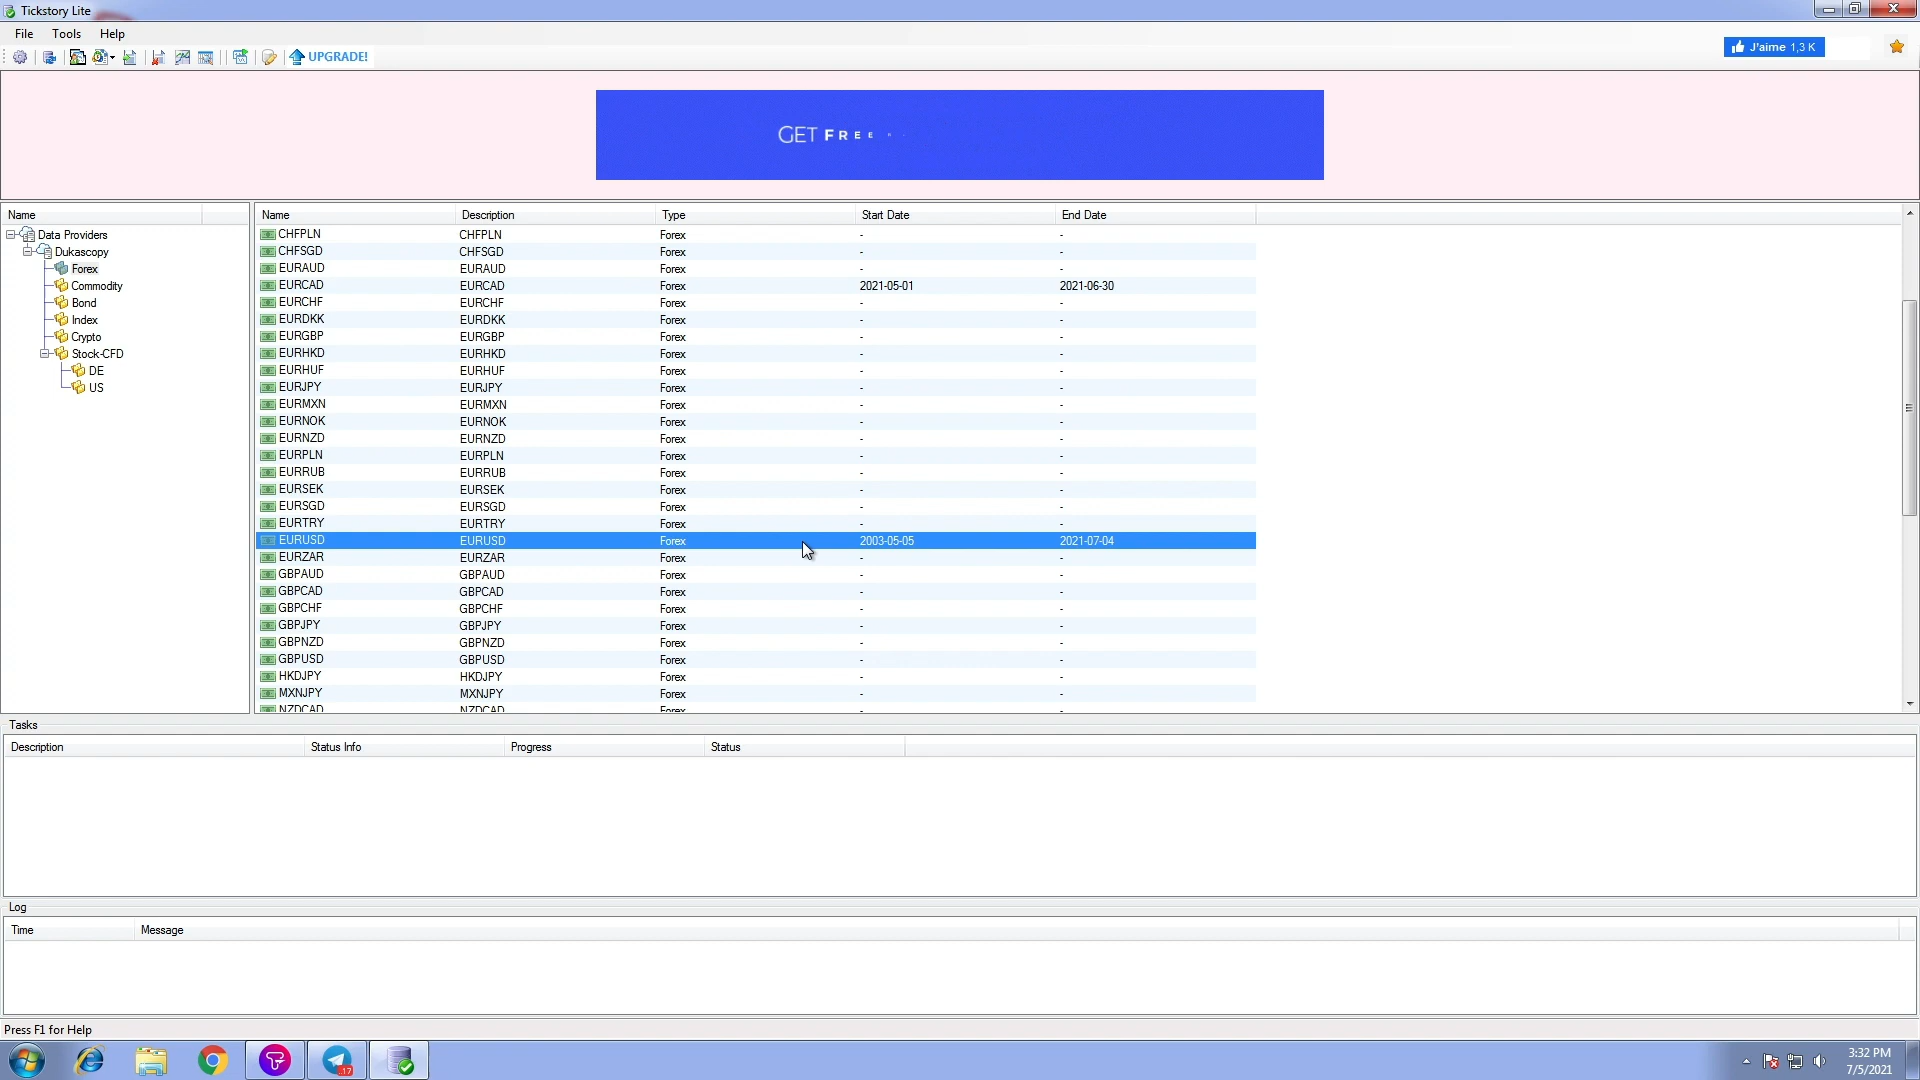 Tickstory Lite
File Tools Help
UPGRADE!
J'aime 1,3 K
GET FREE
Name
Data Providers
Dukascopy
Forex
Commodity
Bond
Index
Crypto
Stock-CFD
DE
US
Name Description Type Start Date End Date
CHFPLN CHFPLN Forex - -
CHFSGD CHFSGD Forex - -
EURAUD EURAUD Forex - -
EURCAD EURCAD Forex 2021-05-01 2021-06-30
EURCHF EURCHF Forex - -
EURDKK EURDKK Forex - -
EURGBP EURGBP Forex - -
EURHKD EURHKD Forex - -
EURHUF EURHUF Forex - -
EURJPY EURJPY Forex - -
EURMXN EURMXN Forex - -
EURNOK EURNOK Forex - -
EURNZD EURNZD Forex - -
EURPLN EURPLN Forex - -
EURRUB EURRUB Forex - -
EURSEK EURSEK Forex - -
EURSGD EURSGD Forex - -
EURTRY EURTRY Forex - -
EURUSD EURUSD Forex 2003-05-05 2021-07-04
EURZAR EURZAR Forex - -
GBPAUD GBPAUD Forex - -
GBPCAD GBPCAD Forex - -
GBPCHF GBPCHF Forex - -
GBPJPY GBPJPY Forex - -
GBPNZD GBPNZD Forex - -
GBPUSD GBPUSD Forex - -
HKDJPY HKDJPY Forex - -
MXNJPY MXNJPY Forex - -
NZDCAD NZDCAD Forex - -
Tasks
Description Status Info Progress Status
Log
Time Message
Press F1 for Help
..17
3:32 PM
7/5/2021